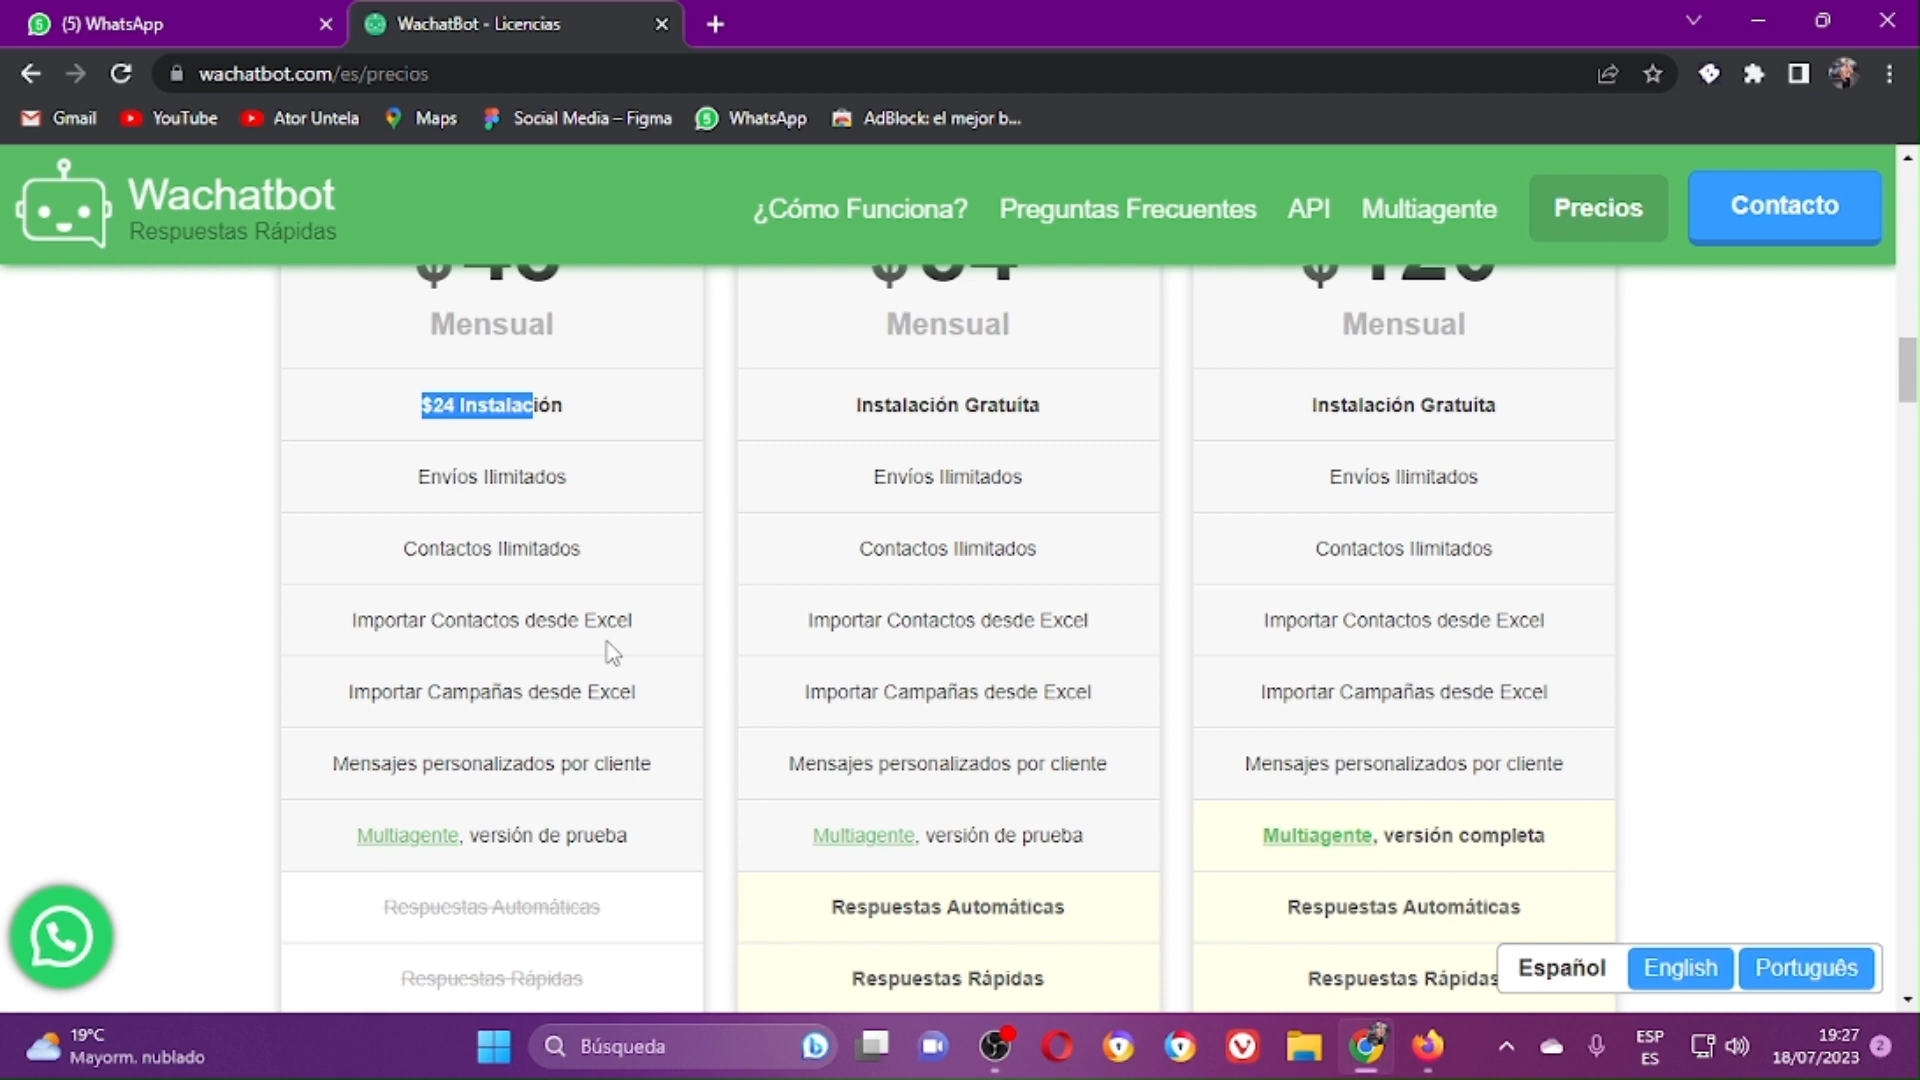 (5) WhatsApp
WachatBot - Licencias
wachatbot.com/es/precios
Gmail
YouTube
Ator Untela
Maps
Social Media – Figma
WhatsApp
AdBlock: el mejor b...
Wachatbot
Respuestas Rápidas
¿Cómo Funciona?
Preguntas Frecuentes
API
Multiagente
Precios
Contacto
Mensual
$24 Instalación
Envíos Ilimitados
Contactos Ilimitados
Importar Contactos desde Excel
Importar Campañas desde Excel
Mensajes personalizados por cliente
Multiagente, versión de prueba
Respuestas Automáticas
Respuestas Rápidas
Mensual
Instalación Gratuíta
Envíos Ilimitados
Contactos Ilimitados
Importar Contactos desde Excel
Importar Campañas desde Excel
Mensajes personalizados por cliente
Multiagente, versión de prueba
Respuestas Automáticas
Respuestas Rápidas
Mensual
Instalación Gratuíta
Envíos Ilimitados
Contactos Ilimitados
Importar Contactos desde Excel
Importar Campañas desde Excel
Mensajes personalizados por cliente
Multiagente, versión completa
Respuestas Automáticas
Respuestas Rápidas
Español
English
Português
19°C
Mayorm. nublado
Búsqueda
ESP
ES
19:27
18/07/2023
2